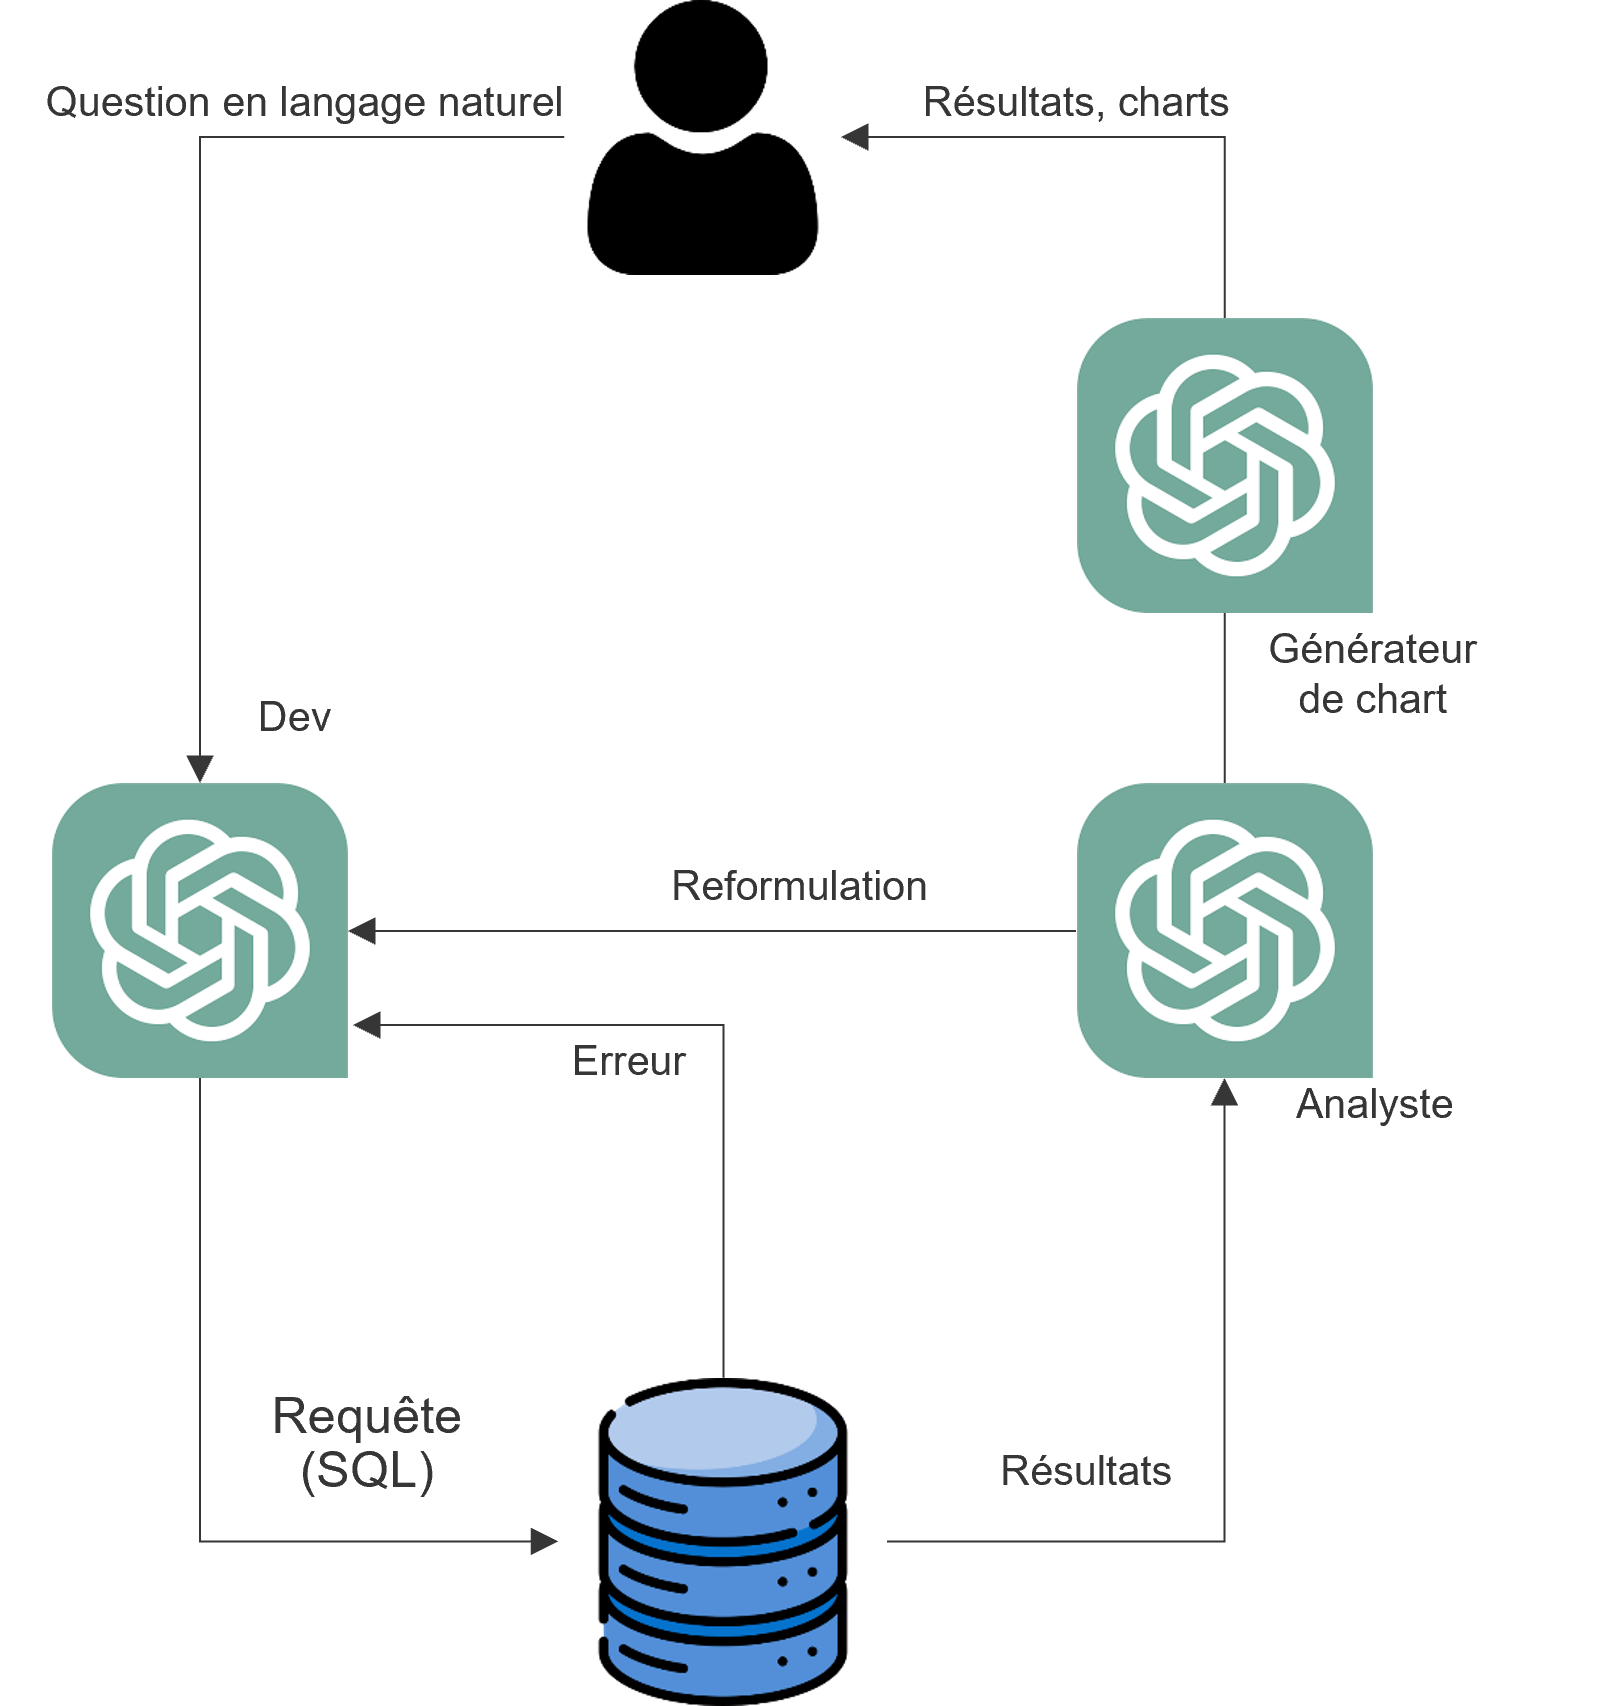 Question en langage naturel
Résultats, charts
Générateur
de chart
Dev
Reformulation
Erreur
Analyste
Requête
(SQL)
Résultats